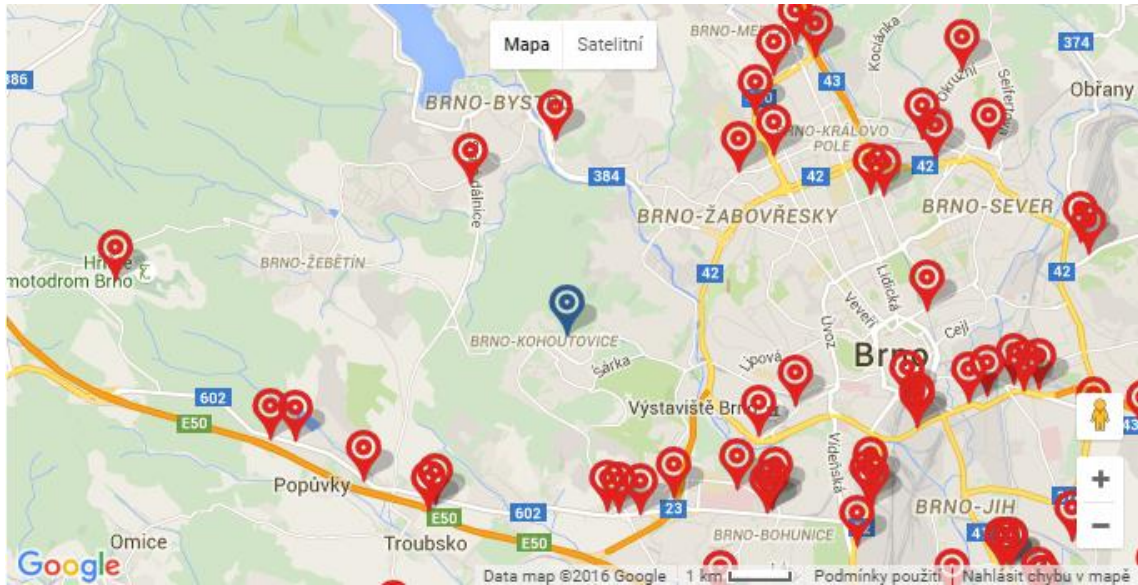 Mapa
Satelitní
374
Obřany
386
BRNO-BYST
43
Kociánka
Okružní
Seifertova
BRNO-KRÁLOVO
POLE
384
42
42
BRNO-ŽABOVŘESKY
BRNO-SEVER
BRNO-ŽEBĚTÍN
motodrom Brno
42
42
Lidická
Veveří
Cejl
Úvoz
BRNO-KOHOUTOVICE
Šárka
Lipová
Brno
602
Výstaviště Brno
E50
Vídeňská
Popůvky
E50
602
23
BRNO-JIH
Omice
Troubsko
E50
BRNO-BOHUNICE
Google
Data map ©2016 Google
1 km
Podmínky použití
Nahlásit chybu v mapě